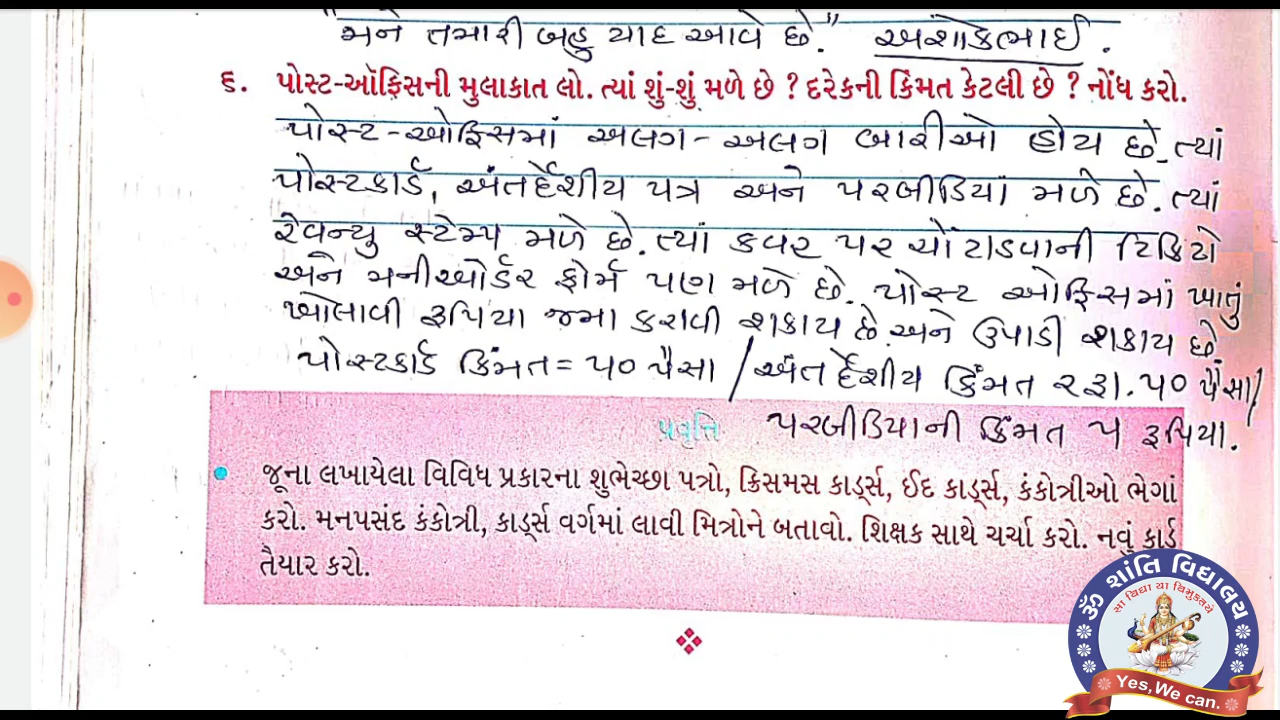 "મને તમારી બહુ યાદ આવે છે." અશોકભાઈ.
૬. પોસ્ટ-ઑફિસની મુલાકાત લો. ત્યાં શું-શું મળે છે ? દરેકની કિંમત કેટલી છે ? નોંધ કરો.
પોસ્ટ-ઓફિસમાં અલગ-અલગ બારીઓ હોય છે. ત્યાં
પોસ્ટકાર્ડ, અંતર્દેશીય પત્ર અને પરબીડિયાં મળે છે. ત્યાં
રેવન્યુ સ્ટેમ્પ મળે છે. ત્યાં કવર પર ચોંટાડવાની ટિકિટો
અને મનીઓર્ડર ફોર્મ પણ મળે છે. પોસ્ટ ઓફિસમાં ખાતું
ખોલાવી રૂપિયા જમા કરાવી શકાય છે. અને ઉપાડી શકાય છે.
પોસ્ટકાર્ડ કિંમત = ૫૦ પૈસા / અંતર્દેશીય કિંમત ૨ રૂા. ૫૦ પૈસા/
પરબીડિયાની કિંમત ૫ રૂપિયા.
પ્રવૃત્તિ
જૂના લખાયેલા વિવિધ પ્રકારના શુભેચ્છા પત્રો, ક્રિસમસ કાર્ડ્સ, ઈદ કાર્ડ્સ, કંકોત્રીઓ ભેગાં
કરો. મનપસંદ કંકોત્રી, કાર્ડ્સ વર્ગમાં લાવી મિત્રોને બતાવો. શિક્ષક સાથે ચર્ચા કરો. નવું કાર્ડ
તૈયાર કરો.
ૐ શાંતિ વિદ્યાલય
સા વિદ્યા યા વિમુક્તયે
Yes, We can.